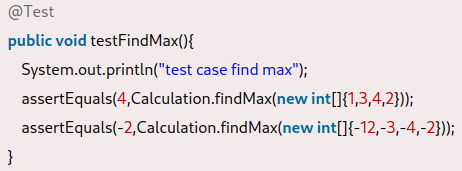 @Test
public void testFindMax(){
System.out.println("test case find max");
assertEquals(4,Calculation.findMax(new int[]{1,3,4,2}));
assertEquals(-2,Calculation.findMax(new int[]{-12,-3,-4,-2}));
}